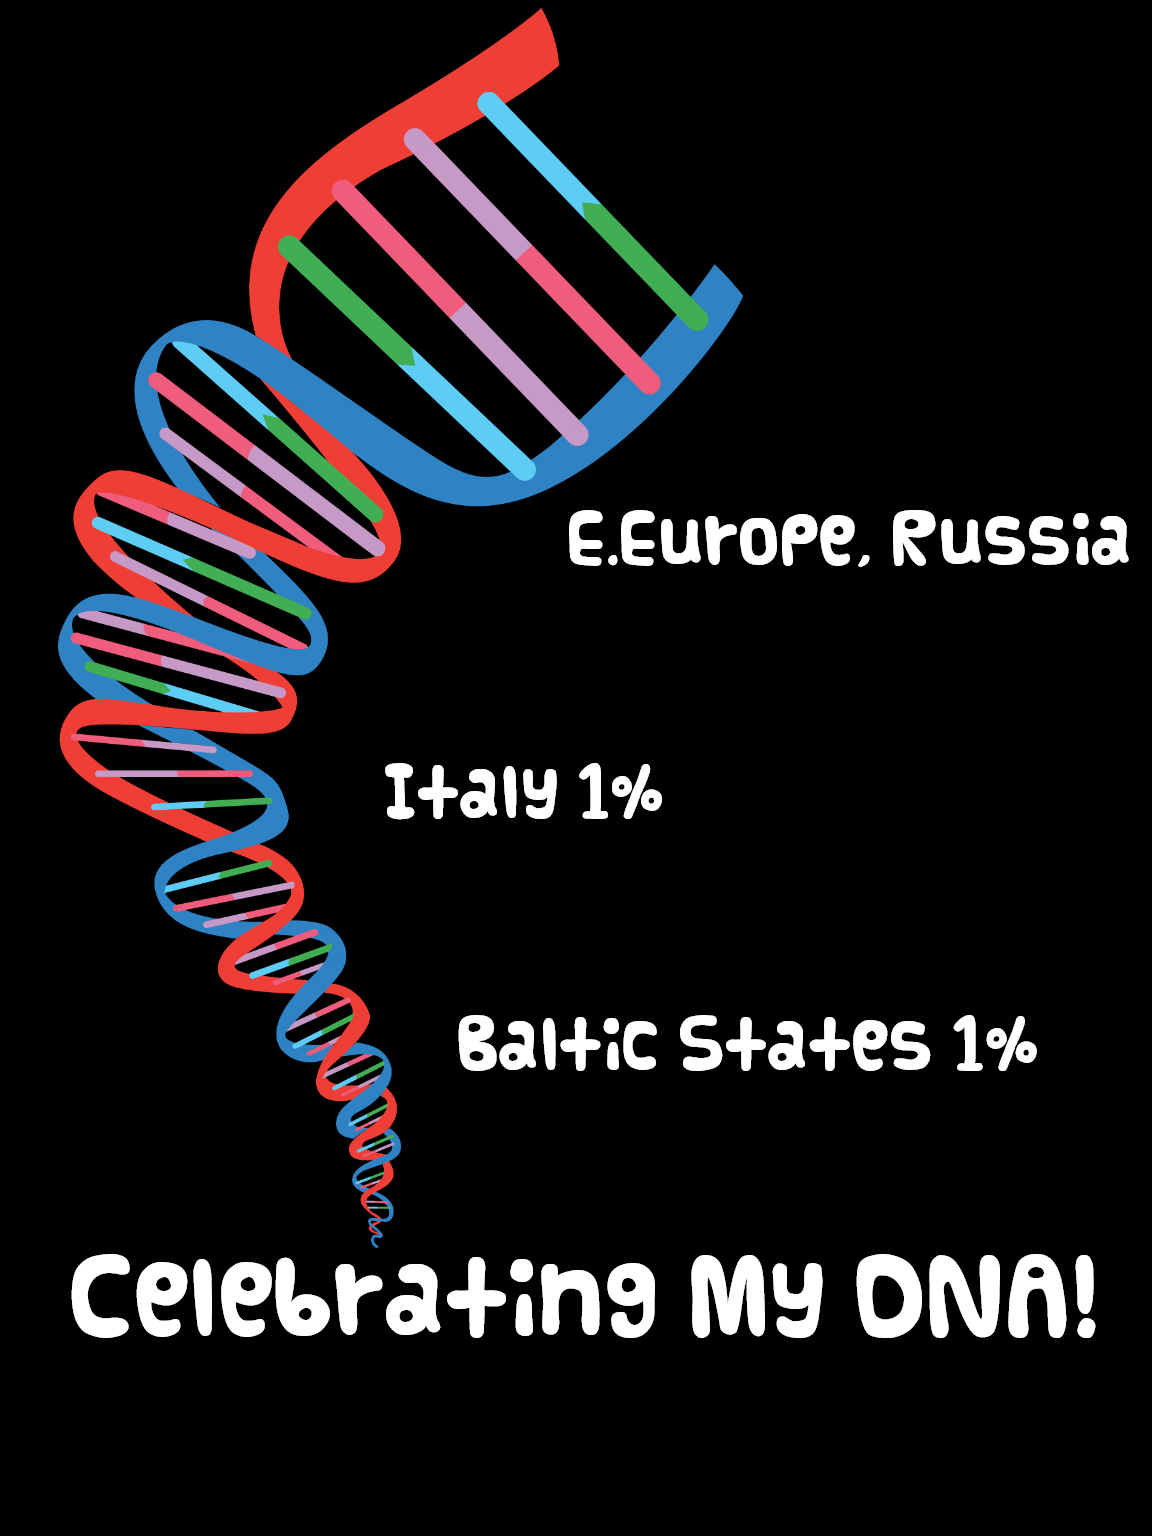 E.Europe, Russia
Italy 1%
Baltic States 1%
Celebrating My DNA!